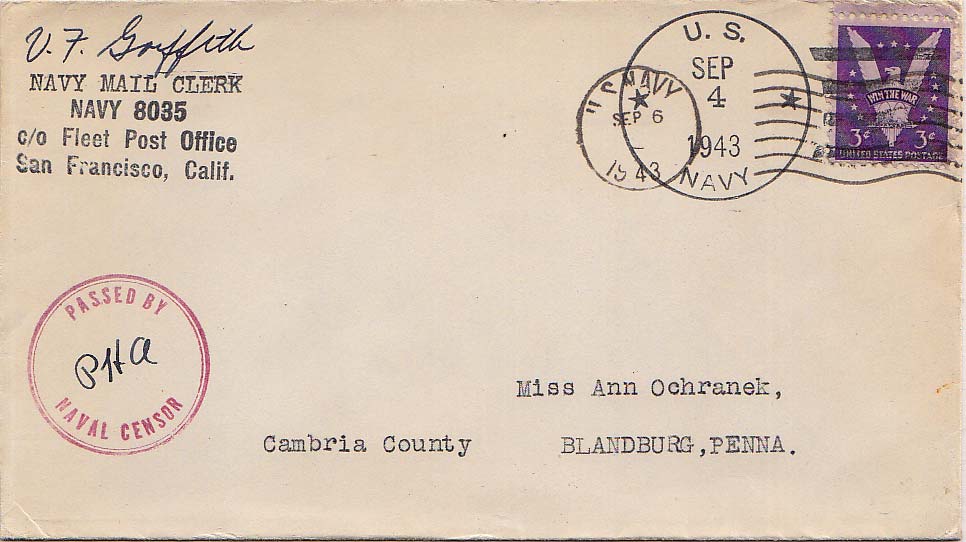 V. F. Griffith
NAVY MAIL CLERK
NAVY 8035
c/o Fleet Post Office
San Francisco, Calif.
U.S. NAVY
SEP 6
1943
U. S.
SEP
4
1943
NAVY
WIN THE WAR
3¢ 3¢
UNITED STATES POSTAGE
PASSED BY
PHA
NAVAL CENSOR
Miss Ann Ochranek,
Cambria County BLANDBURG,PENNA.